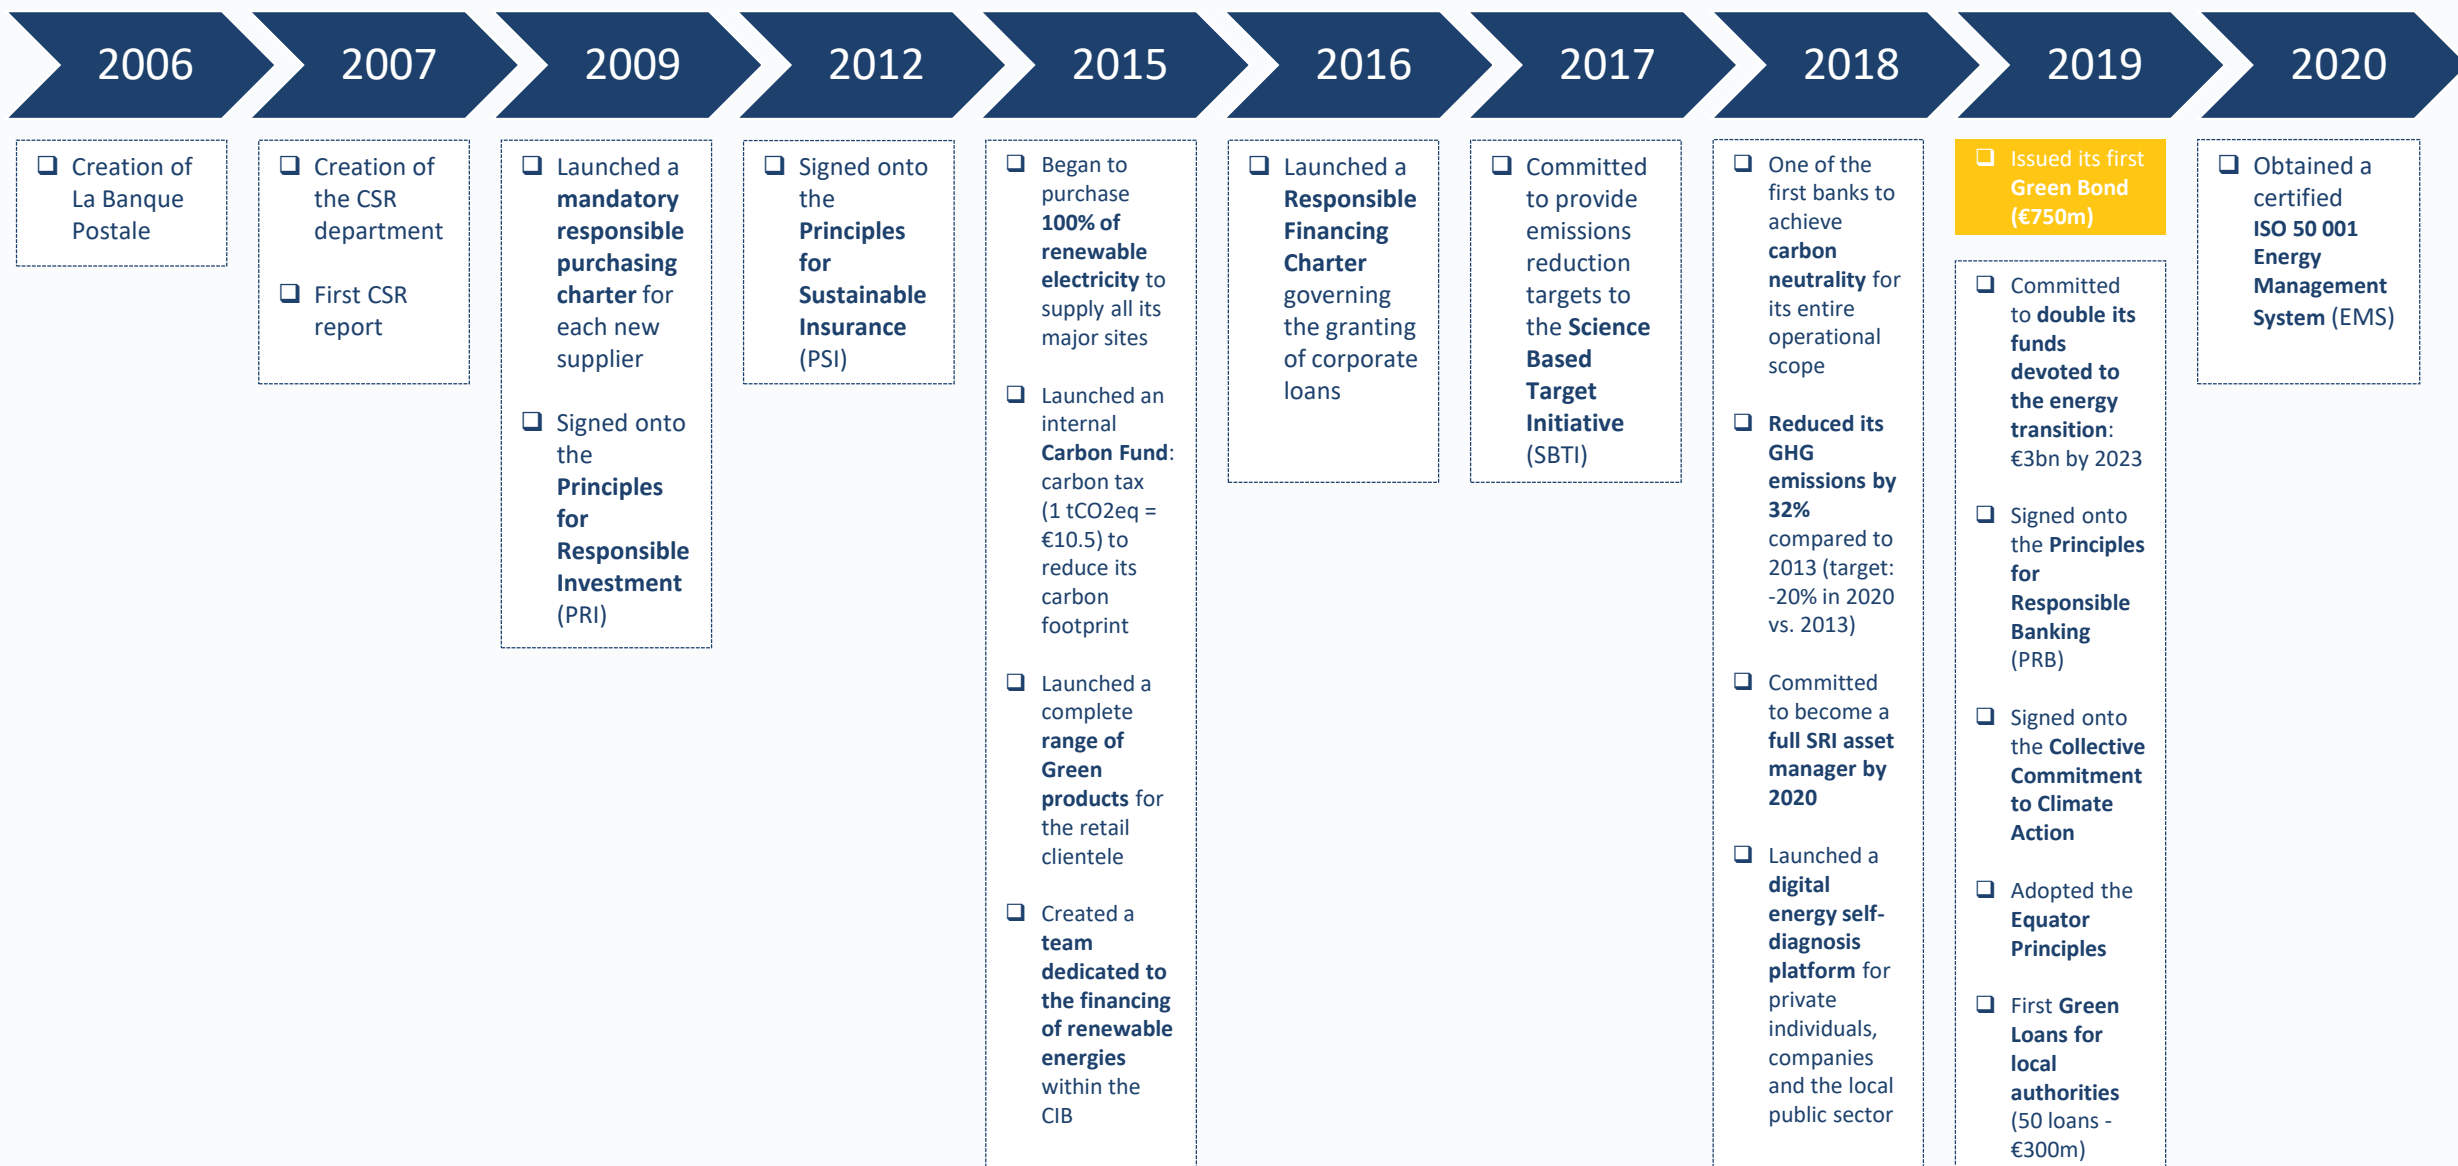 2006
2007
2009
2012
2015
2016
2017
2018
2019
2020
Creation of
La Banque
Postale
Creation of
the CSR
department
First CSR
report
Launched a
mandatory
responsible
purchasing
charter for
each new
supplier
Signed onto
the
Principles
for
Responsible
Investment
(PRI)
Signed onto
the
Principles
for
Sustainable
Insurance
(PSI)
Began to
purchase
100% of
renewable
electricity to
supply all its
major sites
Launched an
internal
Carbon Fund:
carbon tax
(1 tCO2eq =
€10.5) to
reduce its
carbon
footprint
Launched a
complete
range of
Green
products for
the retail
clientele
Created a
team
dedicated to
the financing
of renewable
energies
within the
CIB
Launched a
Responsible
Financing
Charter
governing
the granting
of corporate
loans
Committed
to provide
emissions
reduction
targets to
the Science
Based
Target
Initiative
(SBTI)
One of the
first banks to
achieve
carbon
neutrality for
its entire
operational
scope
Reduced its
GHG
emissions by
32%
compared to
2013 (target:
-20% in 2020
vs. 2013)
Committed
to become a
full SRI asset
manager by
2020
Launched a
digital
energy self-
diagnosis
platform for
private
individuals,
companies
and the local
public sector
Issued its first
Green Bond
(€750m)
Committed
to double its
funds
devoted to
the energy
transition:
€3bn by 2023
Signed onto
the Principles
for
Responsible
Banking
(PRB)
Signed onto
the Collective
Commitment
to Climate
Action
Adopted the
Equator
Principles
First Green
Loans for
local
authorities
(50 loans -
€300m)
Obtained a
certified
ISO 50 001
Energy
Management
System (EMS)